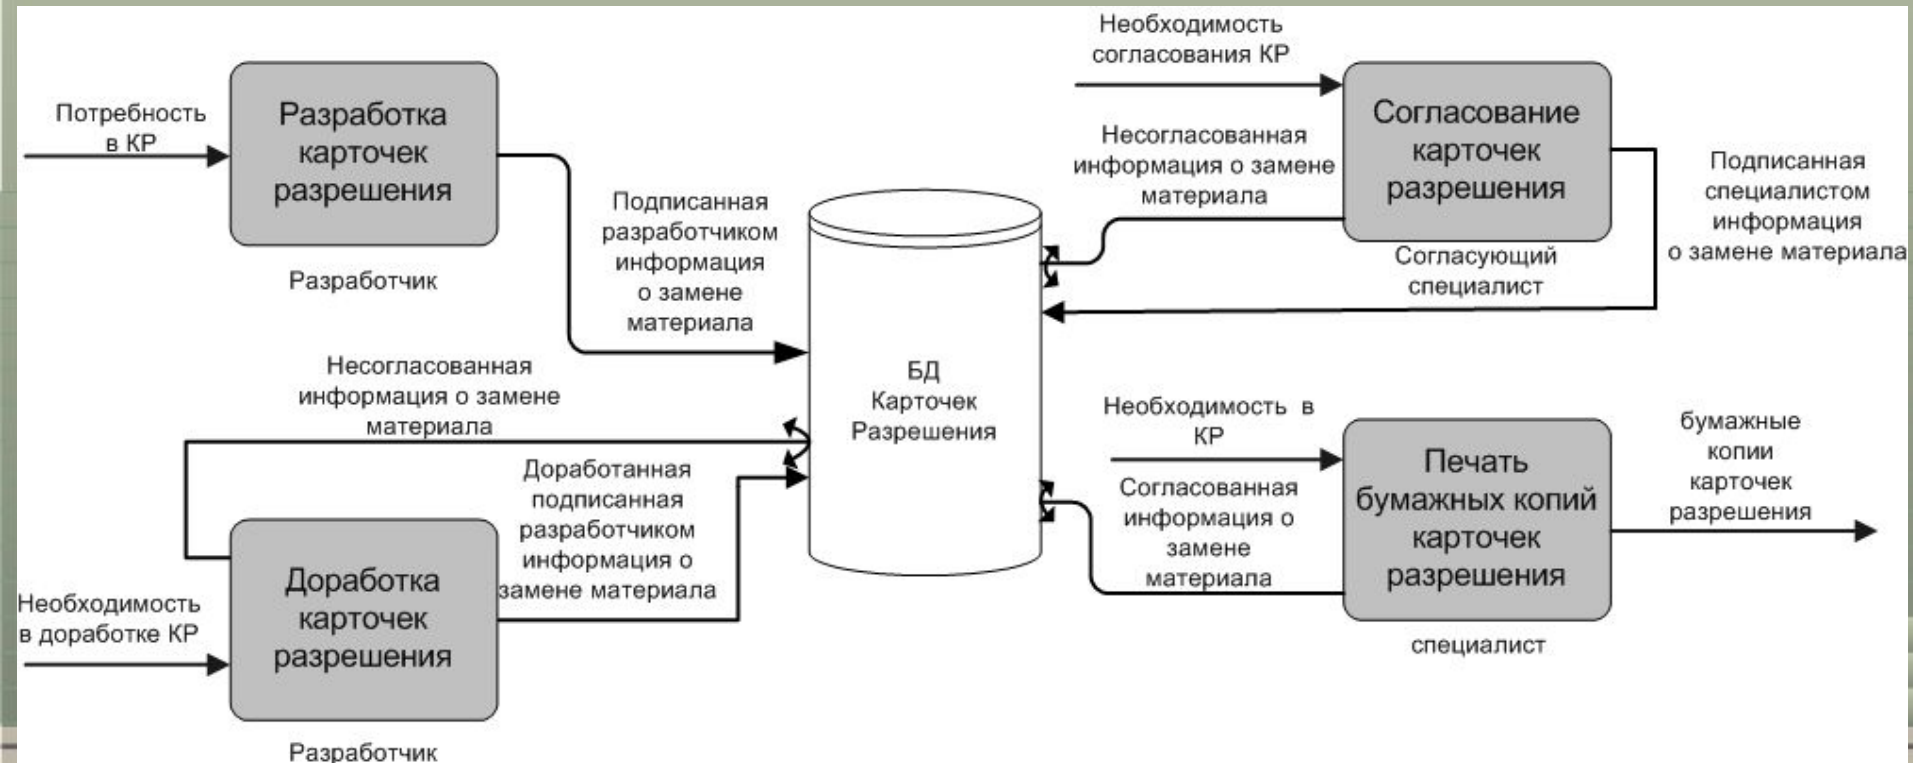 Потребность
в КР
Разработка
карточек
разрешения
Разработчик
Подписанная
разработчиком
информация
о замене
материала
Несогласованная
информация о замене
материала
Доработанная
подписанная
разработчиком
информация о
замене материала
Необходимость
в доработке КР
Доработка
карточек
разрешения
Разработчик
БД
Карточек
Разрешения
Необходимость
согласования КР
Несогласованная
информация о замене
материала
Согласование
карточек
разрешения
Согласующий
специалист
Подписанная
специалистом
информация
о замене материала
Необходимость в
КР
Согласованная
информация о
замене
материала
Печать
бумажных копий
карточек
разрешения
специалист
бумажные
копии
карточек
разрешения